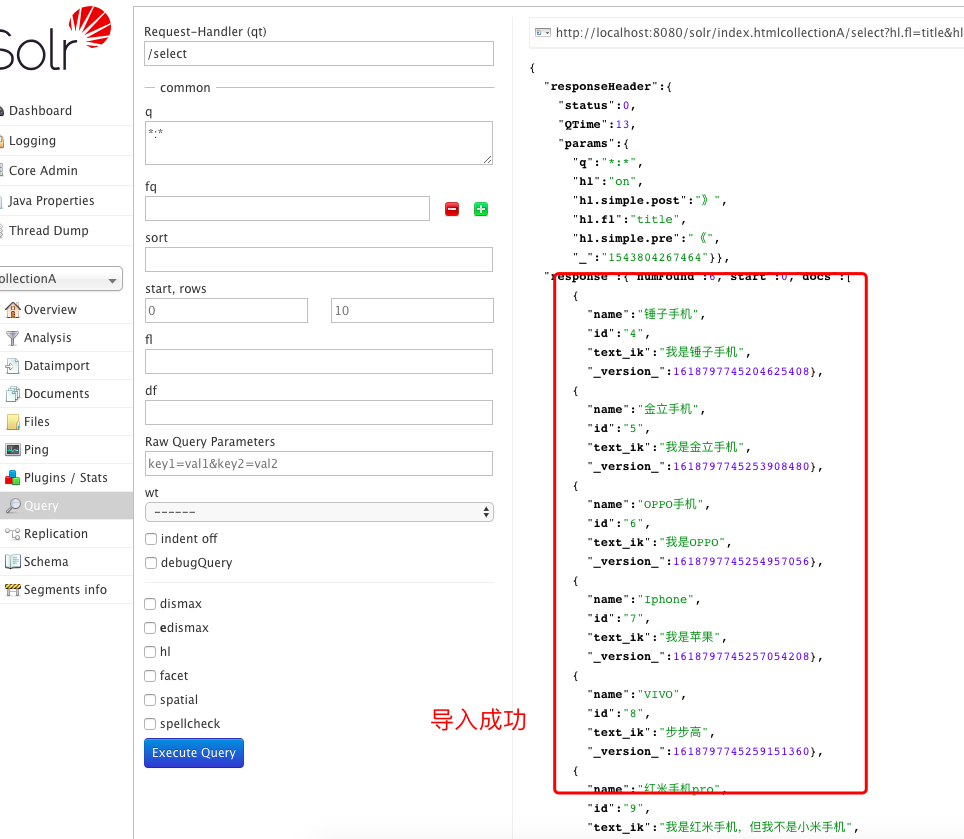 Solr
Dashboard
Logging
Core Admin
Java Properties
Thread Dump
ollectionA
Overview
Analysis
Dataimport
Documents
Files
Ping
Plugins / Stats
Query
Replication
Schema
Segments info
Request-Handler (qt)
/select
common
q
*:*
fq
sort
start, rows
0
10
fl
df
Raw Query Parameters
key1=val1&key2=val2
wt
------
indent off
debugQuery
dismax
edismax
hl
facet
spatial
spellcheck
Execute Query
导入成功
http://localhost:8080/solr/index.htmlcollectionA/select?hl.fl=title&hl
{
"responseHeader":{
"status":0,
"QTime":13,
"params":{
"q":"*:*",
"hl":"on",
"hl.simple.post":"》",
"hl.fl":"title",
"hl.simple.pre":"《",
"_":"1543804267464"}},
"response":{"numFound":6,"start":0,"docs":[
{
"name":"锤子手机",
"id":"4",
"text_ik":"我是锤子手机",
"_version_":1618797745204625408},
{
"name":"金立手机",
"id":"5",
"text_ik":"我是金立手机",
"_version_":1618797745253908480},
{
"name":"OPPO手机",
"id":"6",
"text_ik":"我是OPPO",
"_version_":1618797745254957056},
{
"name":"Iphone",
"id":"7",
"text_ik":"我是苹果",
"_version_":1618797745257054208},
{
"name":"VIVO",
"id":"8",
"text_ik":"步步高",
"_version_":1618797745259151360},
{
"name":"红米手机pro",
"id":"9",
"text_ik":"我是红米手机，但我不是小米手机",